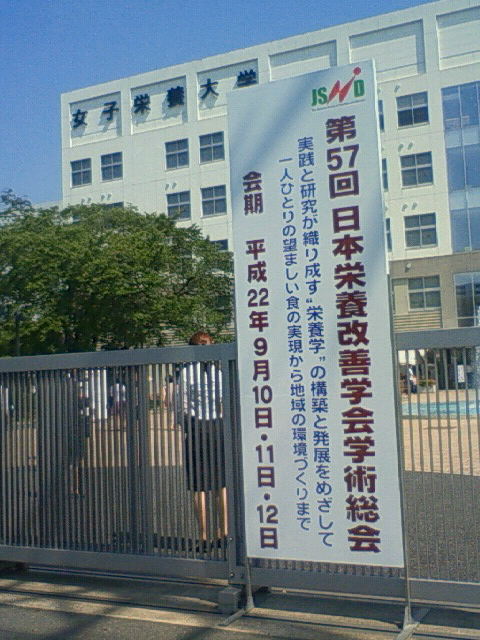 女子栄養大学
JSND
第57回 日本栄養改善学会学術総会
実践と研究が織り成す“栄養学”の構築と発展をめざして
一人ひとりの望ましい食の実現から地域の環境づくりまで
会期 平成22年9月10日・11日・12日